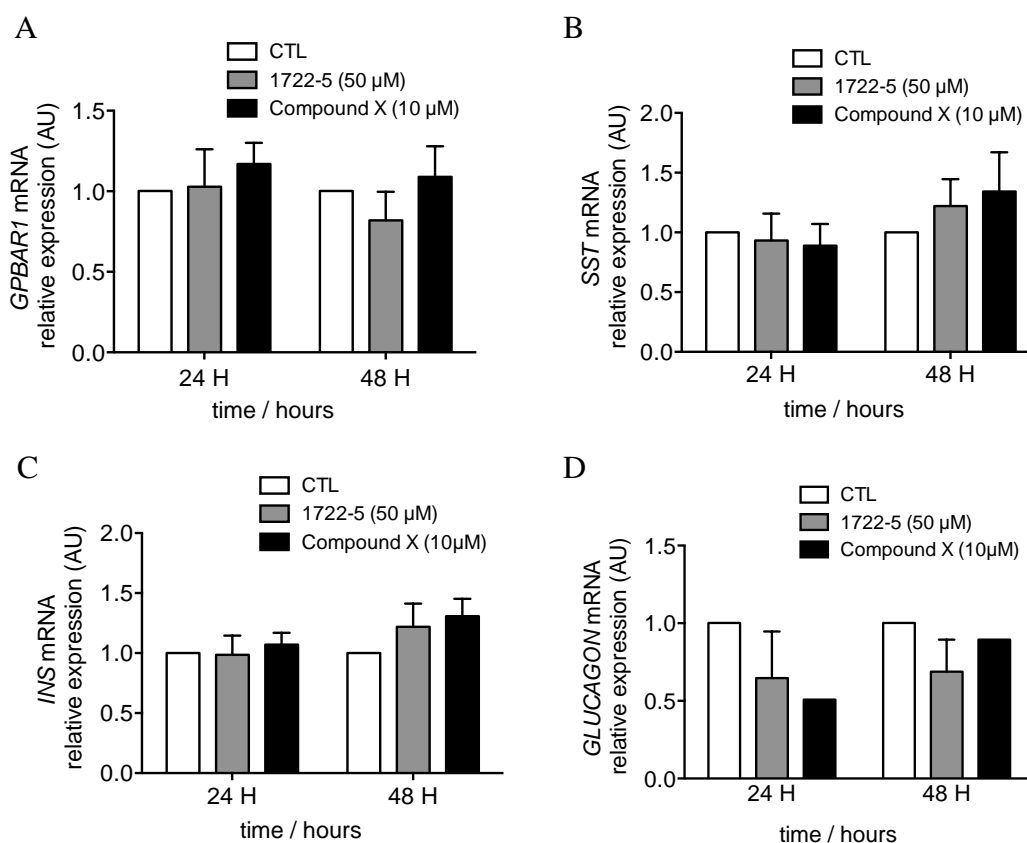 A
CTL
1722-5 (50 µM)
Compound X (10 µM)
GPBAR1 mRNA
relative expression (AU)
1.5
1.0
0.5
0.0
24 H
48 H
time / hours
B
CTL
1722-5 (50 µM)
Compound X (10 µM)
SST mRNA
relative expression (AU)
2.0
1.5
1.0
0.5
0.0
24 H
48 H
time / hours
C
CTL
1722-5 (50 µM)
Compound X (10µM)
INS mRNA
relative expression (AU)
2.0
1.5
1.0
0.5
0.0
24 H
48 H
time / hours
D
CTL
1722-5 (50 µM)
Compound X (10µM)
GLUCAGON mRNA
relative expression (AU)
1.5
1.0
0.5
0.0
24 H
48 H
time / hours